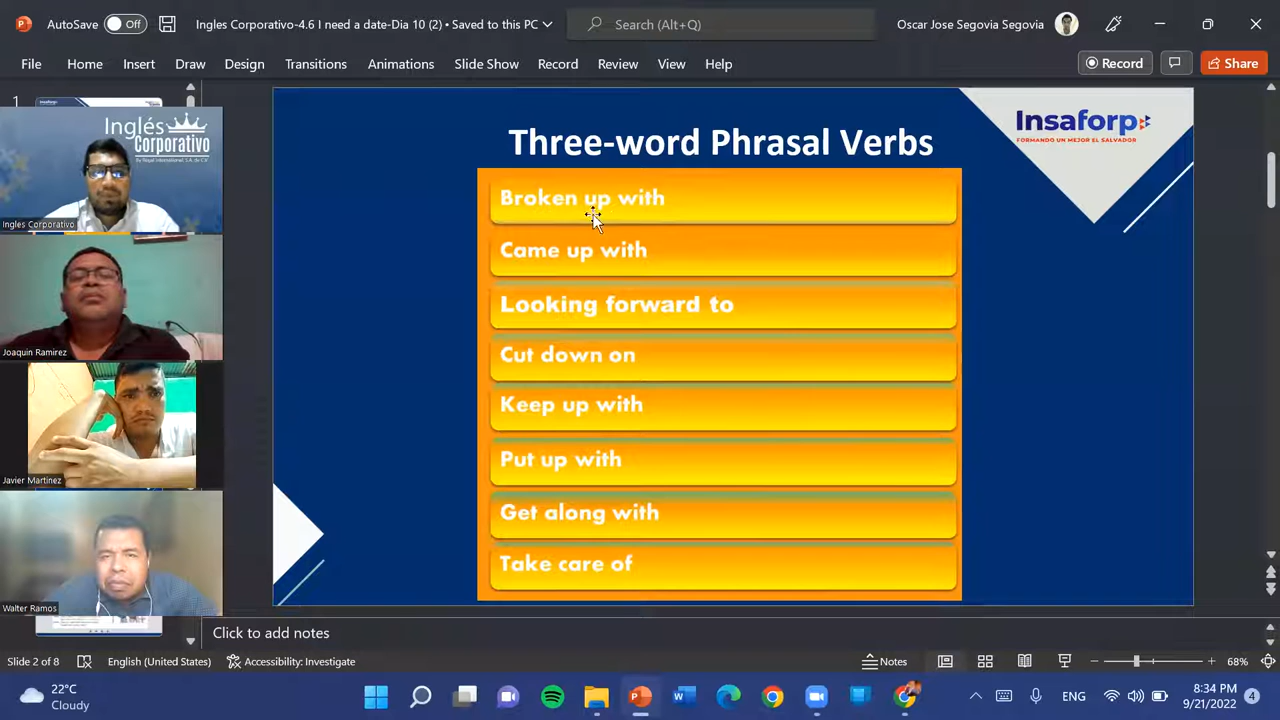 AutoSave Off Ingles Corporativo-4.6 I need a date-Dia 10 (2) • Saved to this PC Search (Alt+Q) Oscar Jose Segovia Segovia
File Home Insert Draw Design Transitions Animations Slide Show Record Review View Help Record Share
1
Inglés
Corporativo
Ingles Corporativo
Joaquin Ramirez
Javier Martinez
Walter Ramos
Insaforp
FORMANDO UN MEJOR EL SALVADOR
Three-word Phrasal Verbs
Broken up with
Came up with
Looking forward to
Cut down on
Keep up with
Put up with
Get along with
Take care of
Click to add notes
Slide 2 of 8 English (United States) Accessibility: Investigate Notes 68%
22°C
Cloudy
ENG
8:34 PM
9/21/2022
4